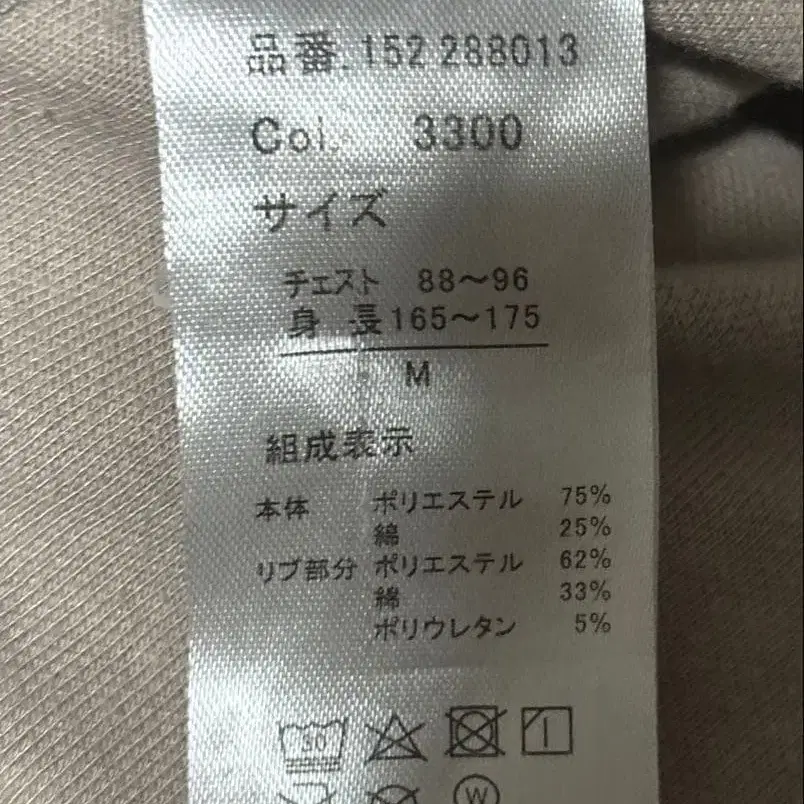 品番.152 288013
Col. 3300
サイズ
チェスト 88～96
身 長165～175
M
組成表示
本体 ポリエステル 75%
綿 25%
リブ部分 ポリエステル 62%
綿 33%
ポリウレタン 5%
30
W